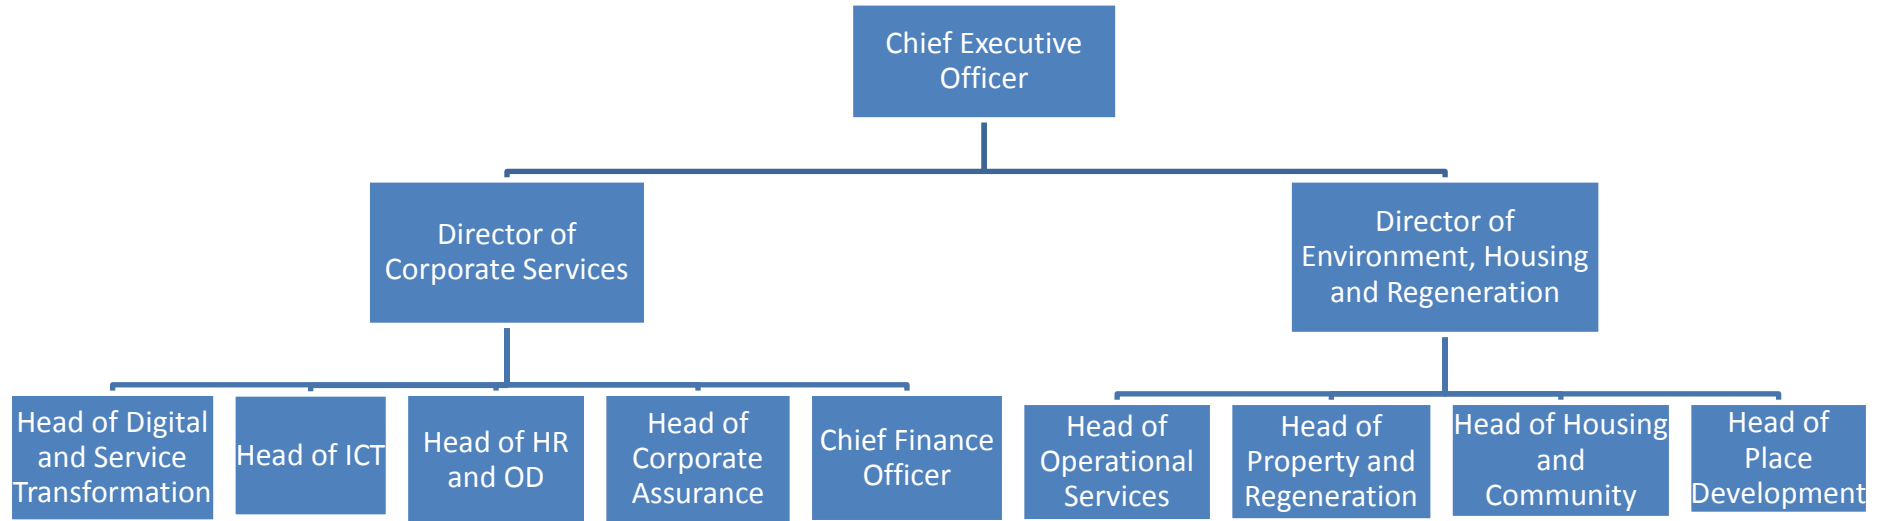 Chief Executive
Officer
Director of
Corporate Services
Director of
Environment, Housing
and Regeneration
Head of Digital
and Service
Transformation
Head of ICT
Head of HR
and OD
Head of
Corporate
Assurance
Chief Finance
Officer
Head of
Operational
Services
Head of
Property and
Regeneration
Head of Housing
and
Community
Head of
Place
Development